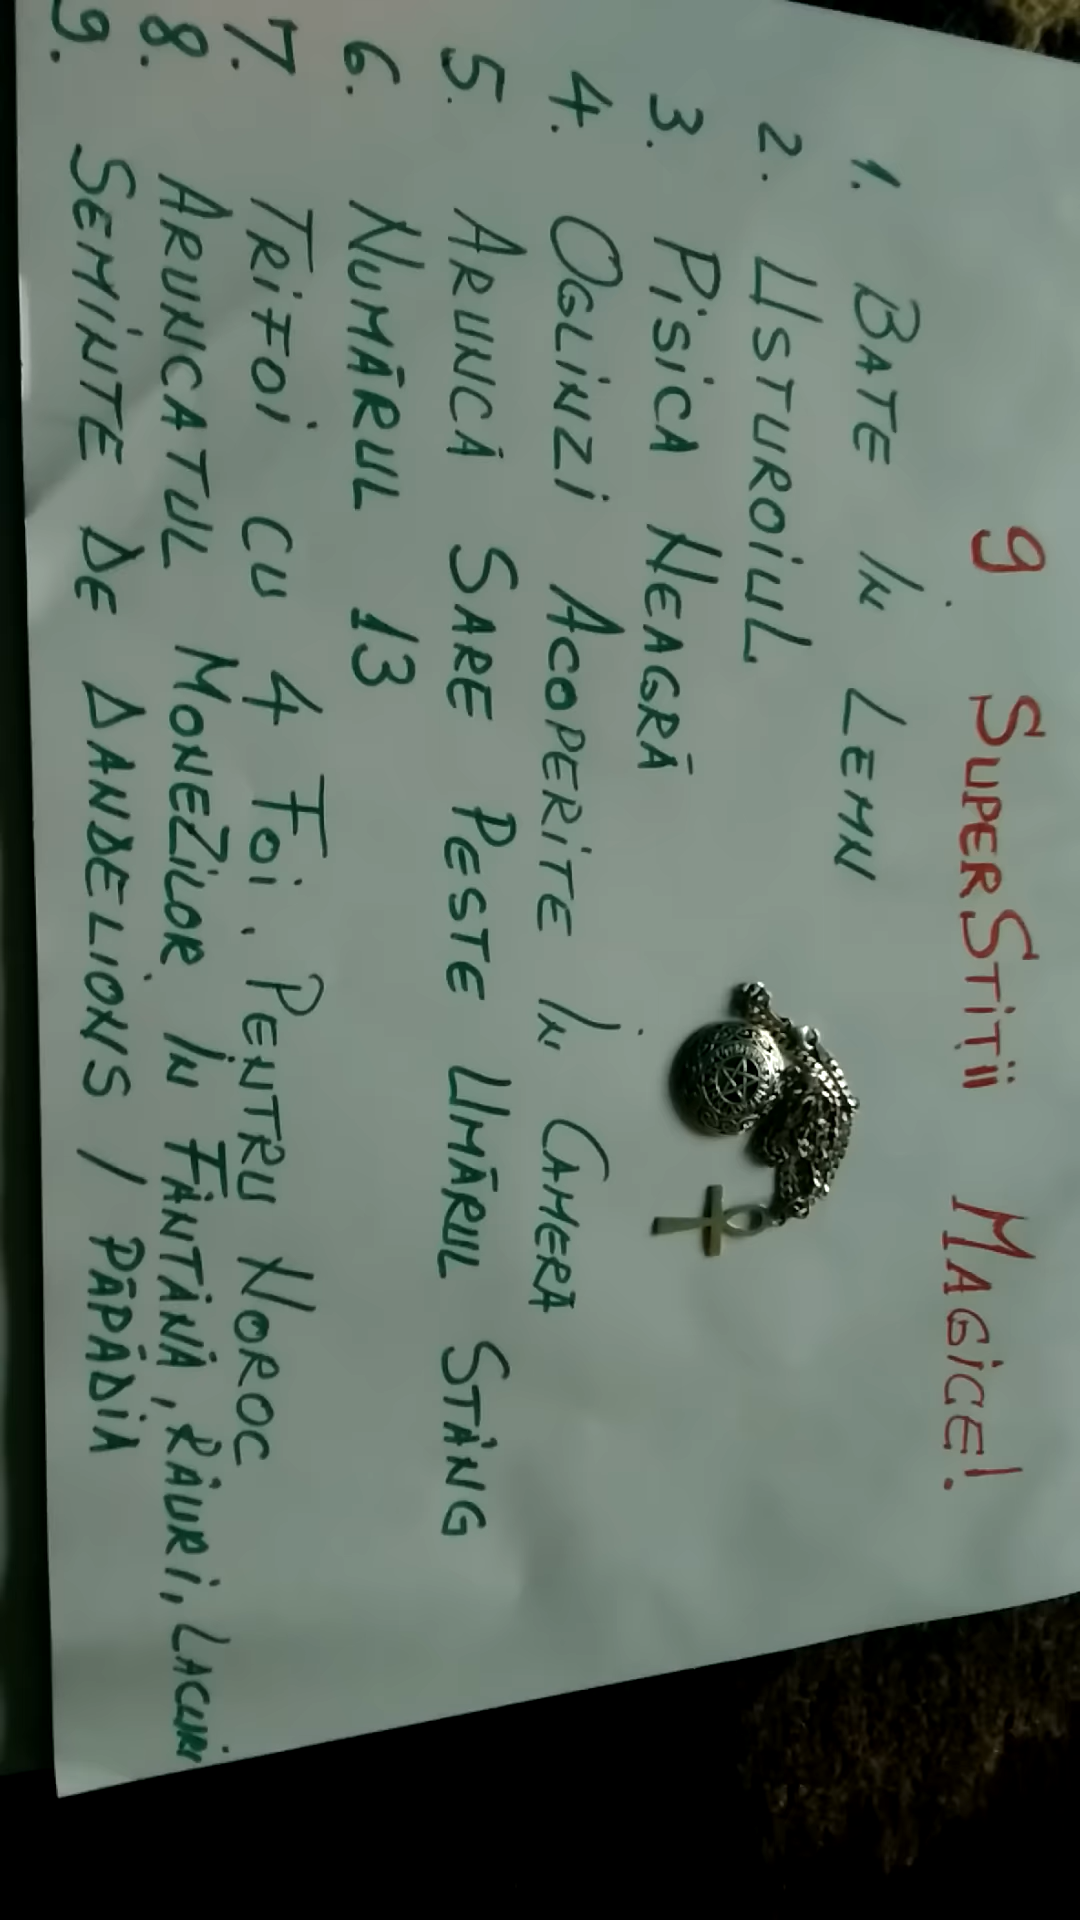 9 SUPERSTIȚII MAGICE!
1. BATE ÎN LEMN
2. USTUROIUL
3. PISICA NEAGRĂ
4. OGLINZI ACOPERITE ÎN CAMERĂ
5. ARUNCĂ SARE PESTE UMĂRUL STÂNG
6. NUMĂRUL 13
7. TRIFOI CU 4 FOI. PENTRU NOROC
8. ARUNCATUL MONEZILOR ÎN FÂNTÂNĂ, RÂURI, LACURI
9. SEMINTE DE DANDELIONS / PĂPĂDIA